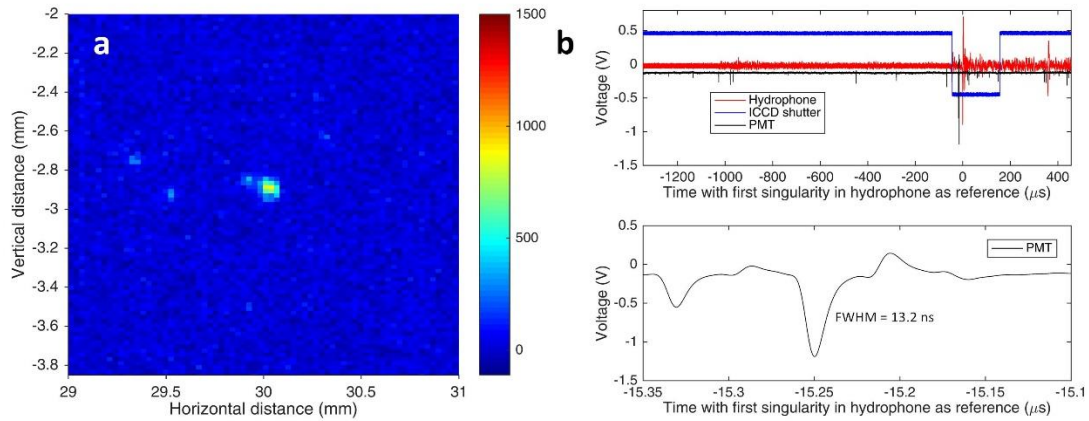 a
-2
-2.2
-2.4
-2.6
-2.8
-3
-3.2
-3.4
-3.6
-3.8
29
29.5
30
30.5
31
Vertical distance (mm)
Horizontal distance (mm)
1500
1000
500
0
b
0.5
0
-0.5
-1
-1.5
Voltage (V)
Hydrophone
ICCD shutter
PMT
-1200 -1000 -800 -600 -400 -200 0 200 400
Time with first singularity in hydrophone as reference (μs)
0.5
0
-0.5
-1
-1.5
Voltage (V)
PMT
FWHM = 13.2 ns
-15.35 -15.3 -15.25 -15.2 -15.15 -15.1
Time with first singularity in hydrophone as reference (μs)